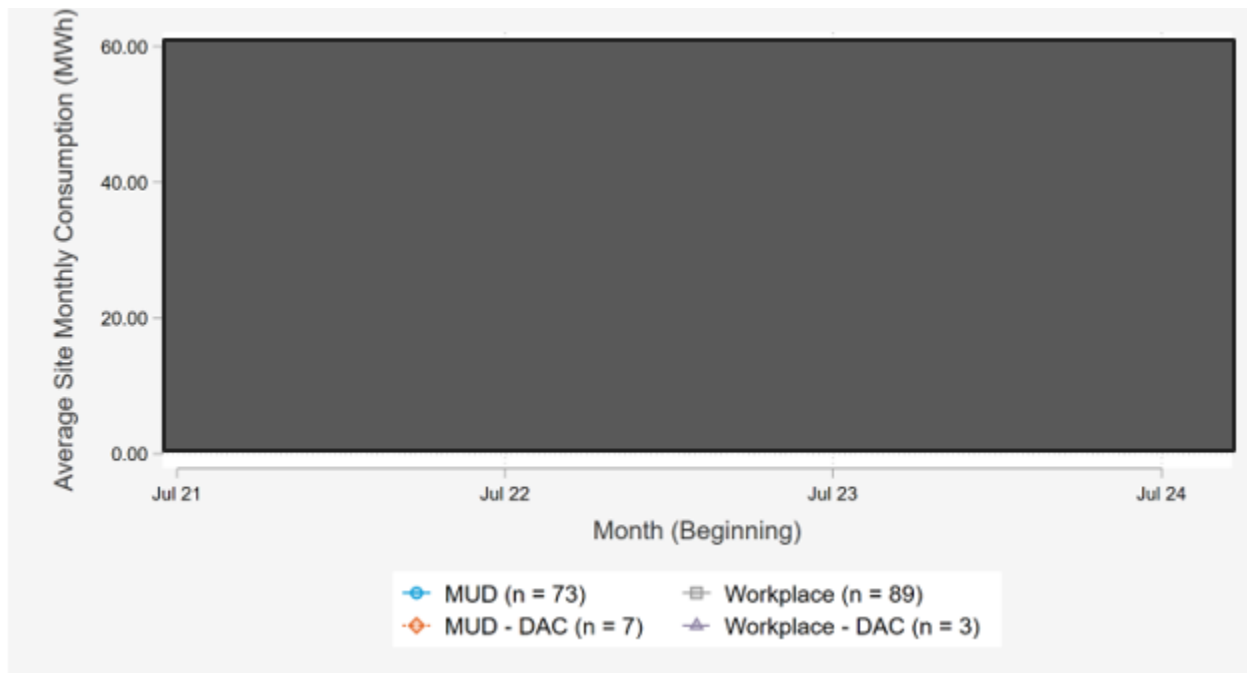 Average Site Monthly Consumption (MWh)
60.00
40.00
20.00
0.00
Jul 21 Jul 22 Jul 23 Jul 24
Month (Beginning)
MUD (n = 73) Workplace (n = 89)
MUD - DAC (n = 7) Workplace - DAC (n = 3)